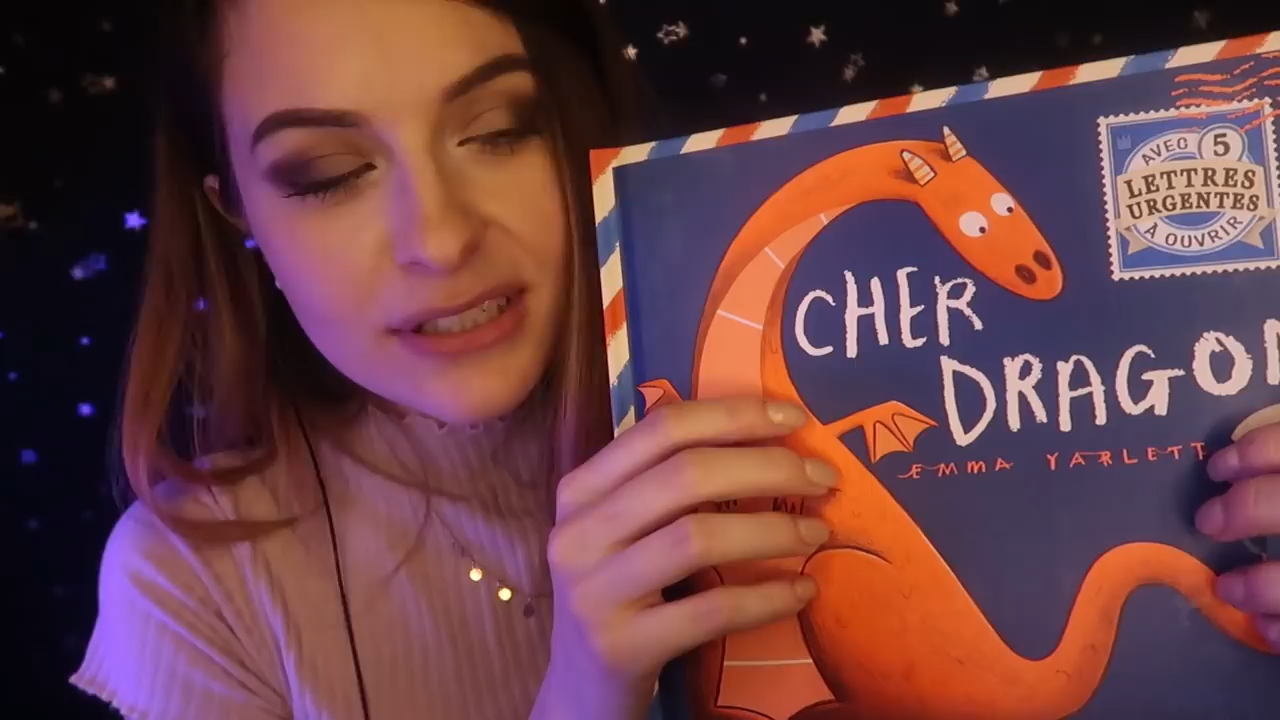 AVEC 5
LETTRES
URGENTES
À OUVRIR
CHER
DRAGON
EMMA YARLETT